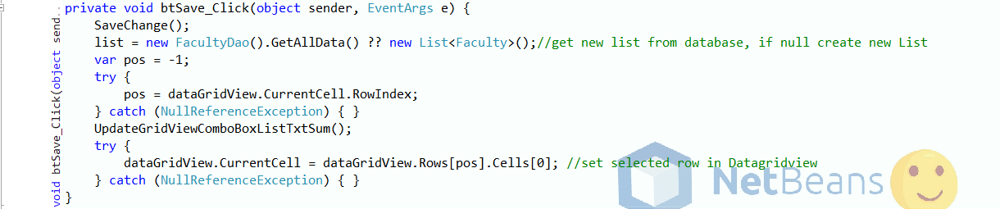 private void btSave_Click(object sender, EventArgs e) {
    SaveChange();
    list = new FacultyDao().GetAllData() ?? new List<Faculty>();//get new list from database, if null create new List
    var pos = -1;
    try {
        pos = dataGridView.CurrentCell.RowIndex;
    } catch (NullReferenceException) { }
    UpdateGridViewComboBoxListTxtSum();
    try {
        dataGridView.CurrentCell = dataGridView.Rows[pos].Cells[0]; //set selected row in Datagridview
    } catch (NullReferenceException) { }
}
void btSave_Click(object send
NetBeans